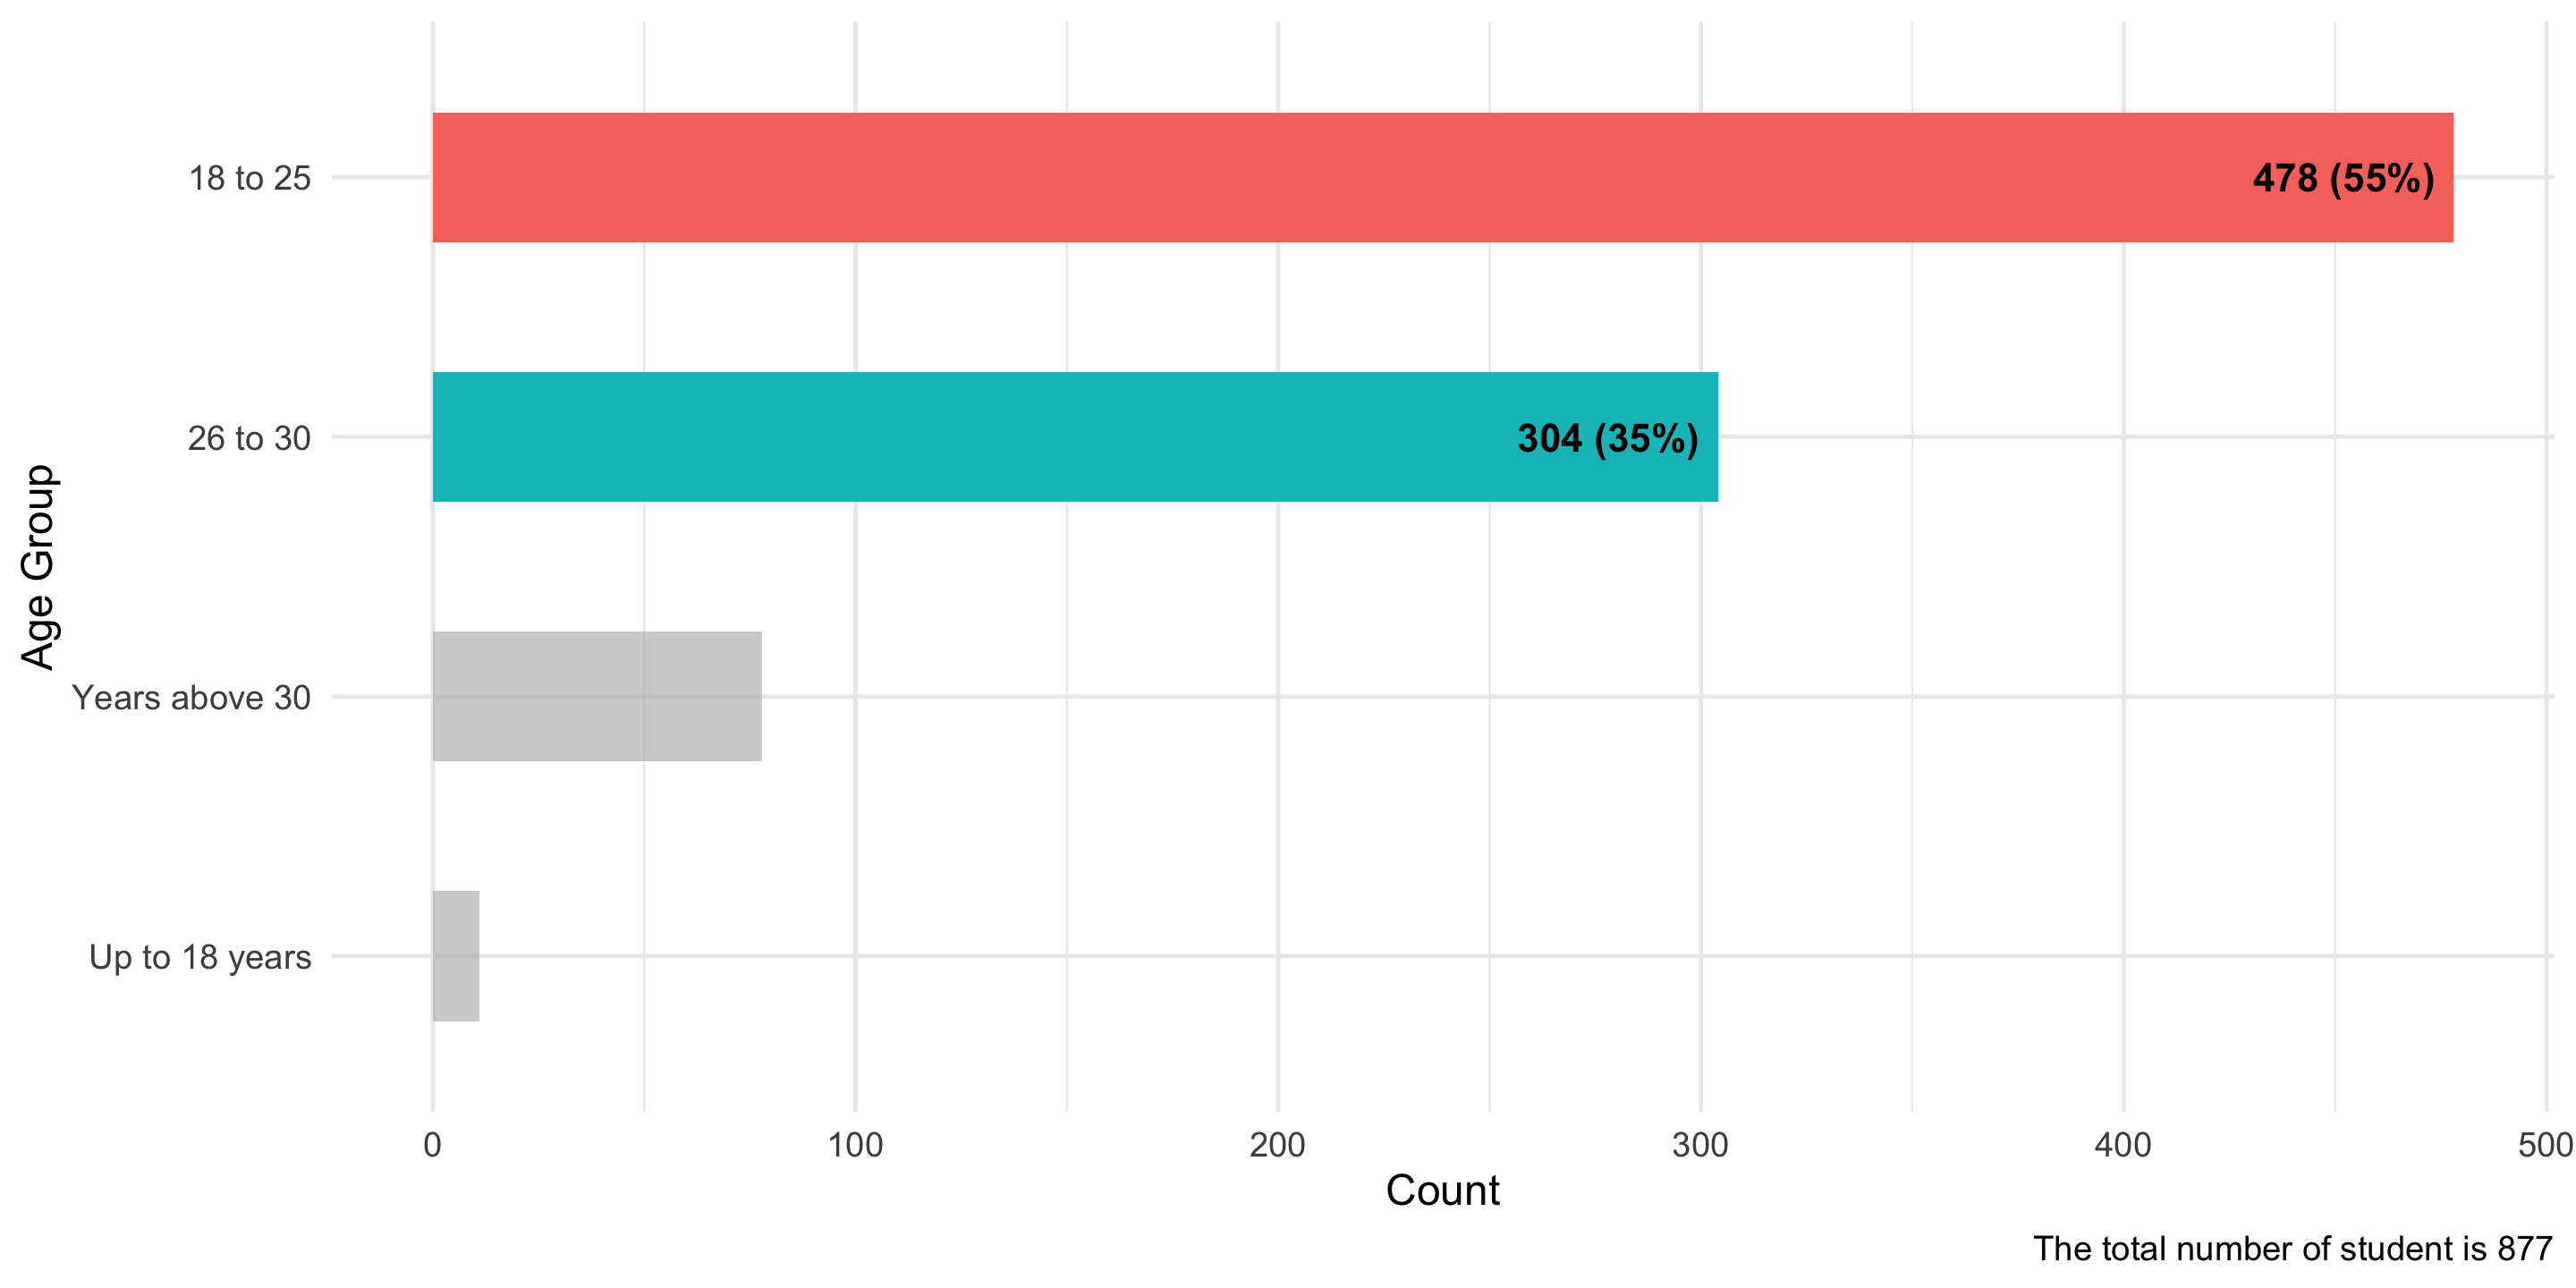 18 to 25
478 (55%)
26 to 30
304 (35%)
Age Group
Years above 30
Up to 18 years
0 100 200 300 400 500
Count
The total number of student is 877